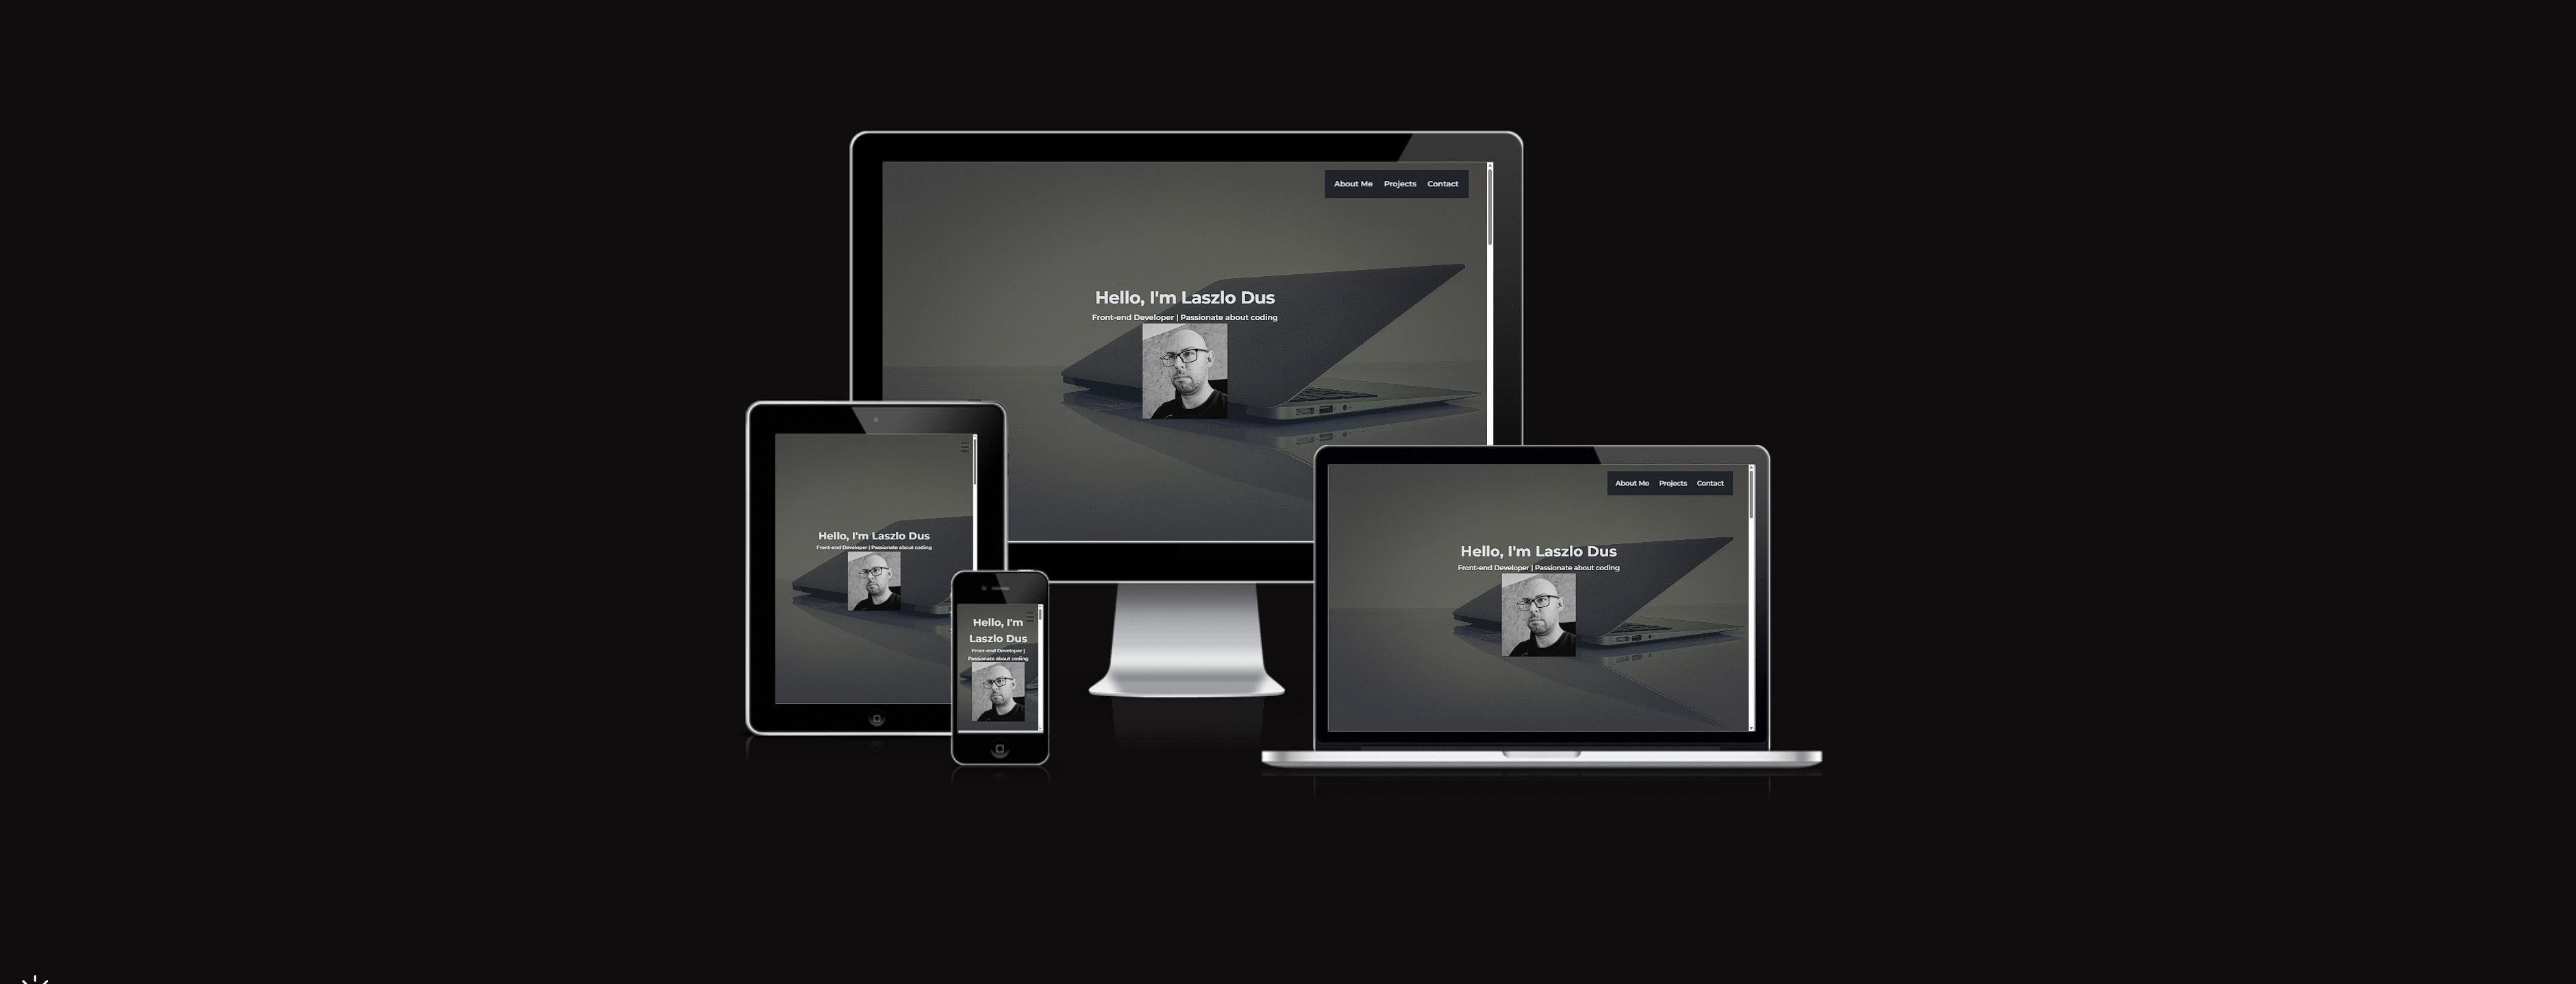 About Me Projects Contact
Hello, I'm Laszlo Dus
Front-end Developer | Passionate about coding
Hello, I'm Laszlo Dus
Front-end Developer | Passionate about coding
Hello, I'm
Laszlo Dus
Front-end Developer |
Passionate about coding
About Me Projects Contact
Hello, I'm Laszlo Dus
Front-end Developer | Passionate about coding